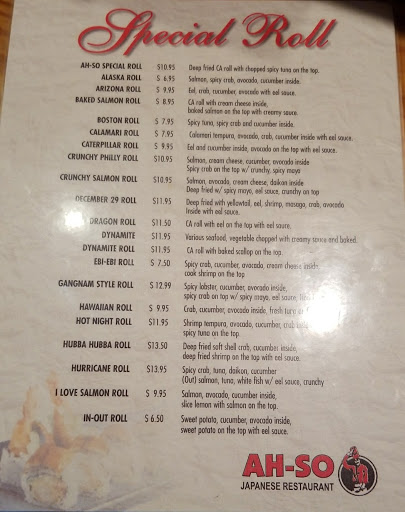 Special Roll
AH-SO SPECIAL ROLL $10.95 Deep fried CA roll with chopped spicy tuna on the top.
ALASKA ROLL $ 6.95 Salmon, spicy crab, avocado, cucumber inside.
ARIZONA ROLL $ 9.95 Eel, crab, cucumber, avocado with eel sauce.
BAKED SALMON ROLL $ 8.95 CA roll with cream cheese inside,
baked salmon on the top with creamy sauce.
BOSTON ROLL $ 7.95 Spicy tuna, spicy crab and cucumber inside.
CALAMARI ROLL $ 7.95 Calamari tempura, avocado, crab, cucumber inside with eel sauce.
CATERPILLAR ROLL $ 9.95 Eel and cucumber inside, avocado on the top with eel sauce.
CRUNCHY PHILLY ROLL $10.95 Salmon, cream cheese, cucumber, avocado inside
Spicy crab on the top w/ crunchy, spicy mayo
CRUNCHY SALMON ROLL $10.95 Salmon, avocado, cream cheese, daikon inside
Deep fried w/ spicy mayo, eel sauce, crunchy on top
DECEMBER 29 ROLL $11.95 Deep fried with yellowtail, eel, shrimp, masago, crab, avocado
Inside with eel sauce.
DRAGON ROLL $11.50 CA roll with eel on the top with eel sauce.
DYNAMITE $11.95 Various seafood, vegetable chopped with creamy sauce and baked.
DYNAMITE ROLL $11.95 CA roll with baked scallop on the top.
EBI-EBI ROLL $ 7.50 Spicy crab, cucumber, avocado, cream cheese inside,
cook shrimp on the top
GANGNAM STYLE ROLL $12.99 Spicy lobster, cucumber, avocado inside,
spicy crab on top w/ spicy mayo, eel sauce,
HAWAIIAN ROLL $ 9.95 Crab, cucumber, avocado inside, fresh tuna
HOT NIGHT ROLL $11.95 Shrimp tempura, avocado, cucumber, crab
spicy tuna on the top.
HUBBA HUBBA ROLL $13.50 Deep fried soft shell crab, cucumber inside,
deep fried shrimp on the top with eel sauce.
HURRICANE ROLL $13.95 Spicy crab, tuna, daikon, cucumber
(Out) salmon, tuna, white fish w/ eel sauce, crunchy
I LOVE SALMON ROLL $ 9.95 Salmon, avocado, cucumber inside,
slice lemon with salmon on the top.
IN-OUT ROLL $ 6.50 Sweet potato, cucumber, avocado inside,
sweet potato on the top with eel sauce.
AH-SO
JAPANESE RESTAURANT